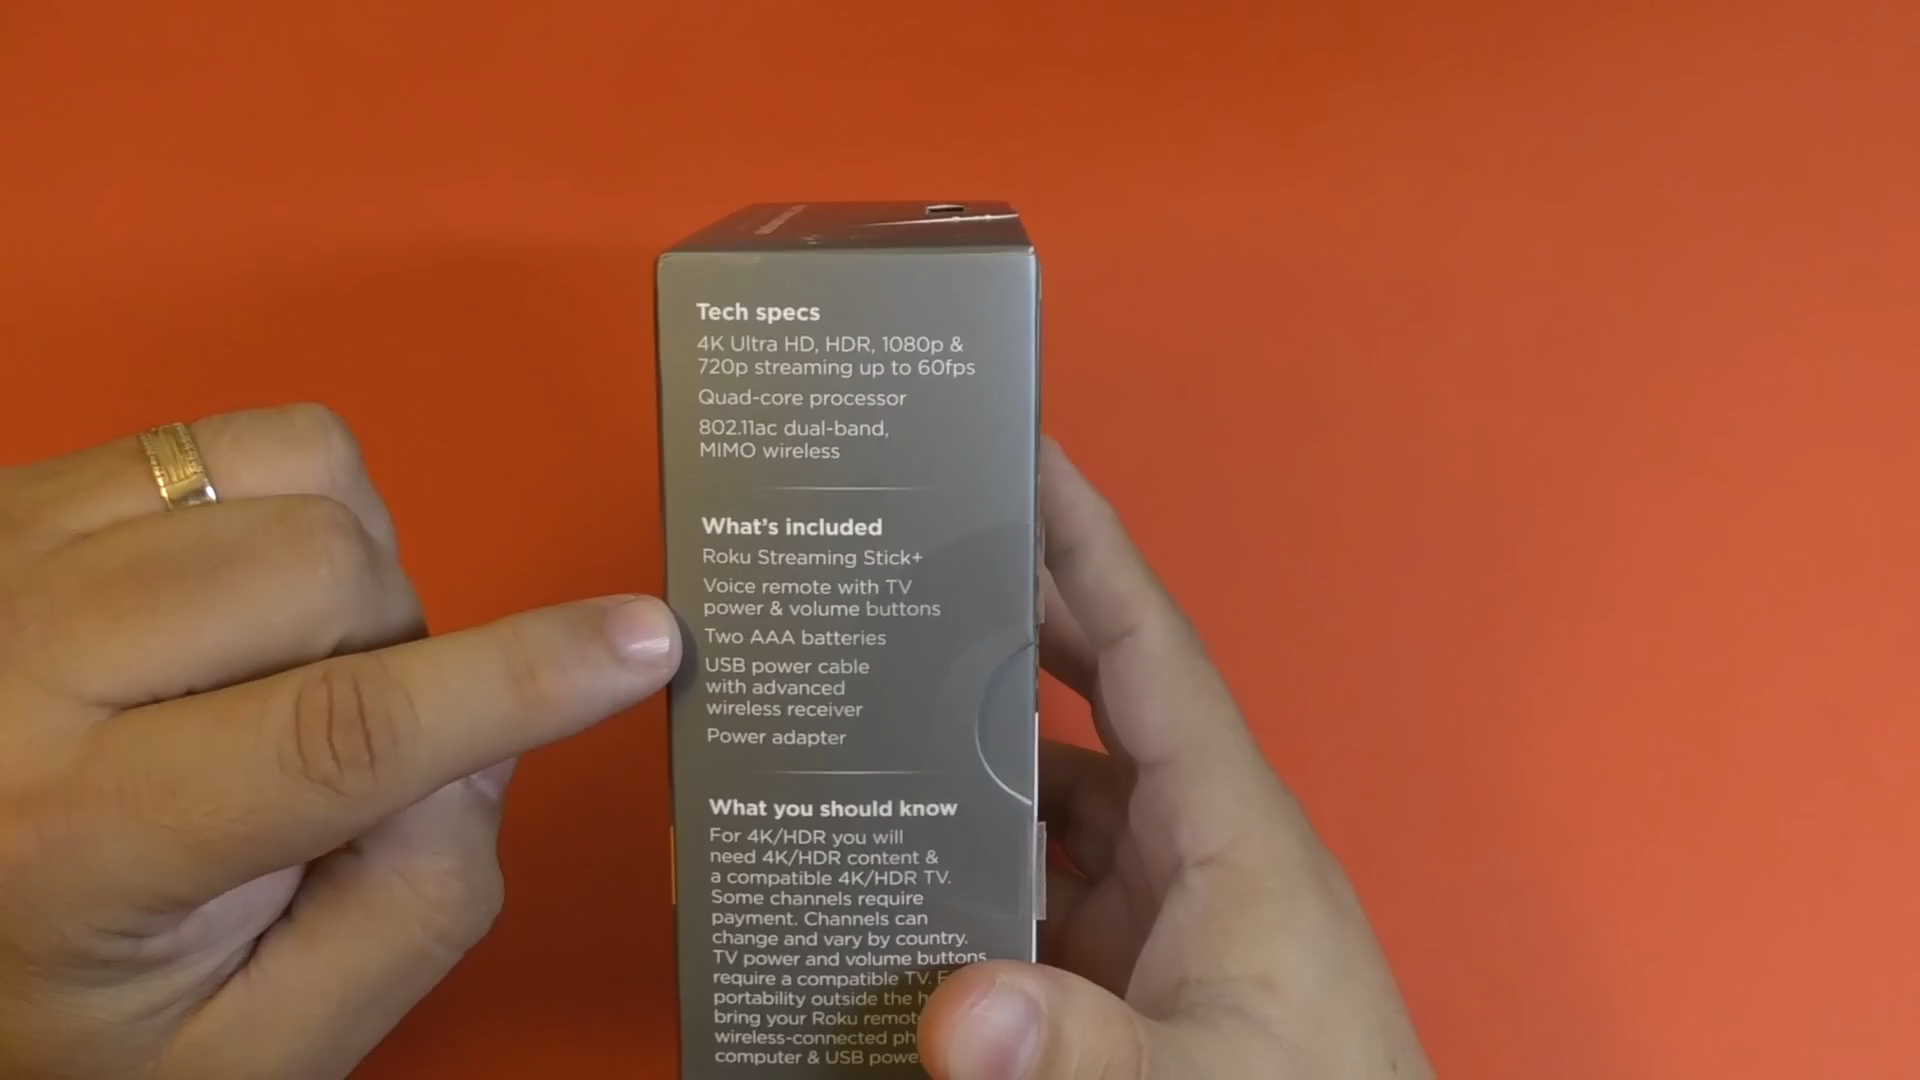 Tech specs
4K Ultra HD, HDR, 1080p &
720p streaming up to 60fps
Quad-core processor
802.11ac dual-band,
MIMO wireless
What's included
Roku Streaming Stick+
Voice remote with TV
power & volume buttons
Two AAA batteries
USB power cable
with advanced
wireless receiver
Power adapter
What you should know
For 4K/HDR you will
need 4K/HDR content &
a compatible 4K/HDR TV.
Some channels require
payment. Channels can
change and vary by country.
TV power and volume buttons
require a compatible TV.
portability outside the
bring your Roku
wireless-connected
computer & USB